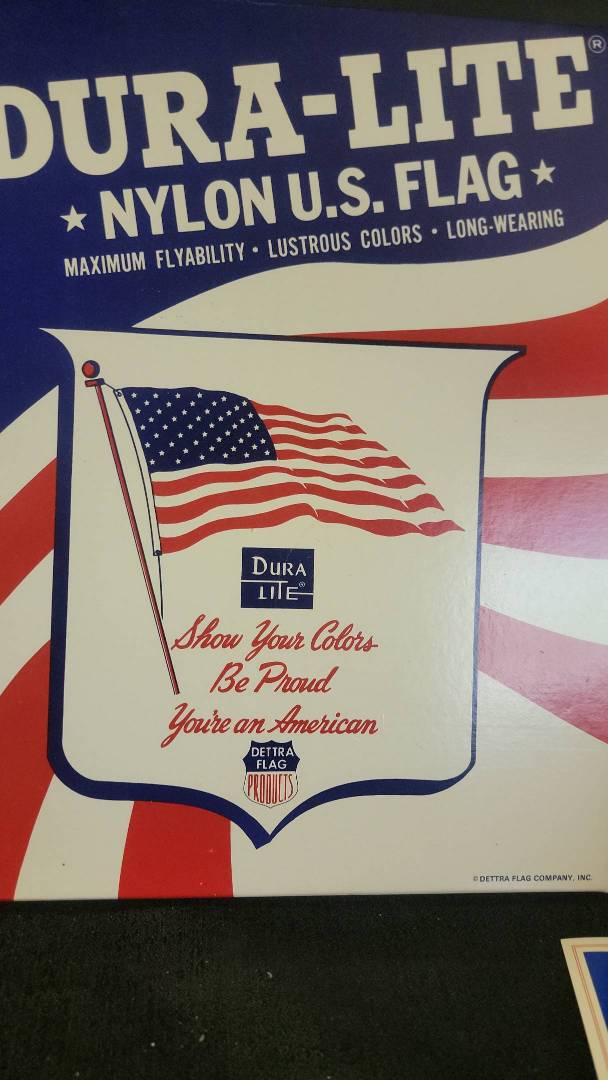 DURA-LITE®
★ NYLON U.S. FLAG ★
MAXIMUM FLYABILITY • LUSTROUS COLORS • LONG-WEARING
DURA
LITE®
Show Your Colors
Be Proud
You're an American
DETTRA
FLAG
PRODUCTS
© DETTRA FLAG COMPANY, INC.